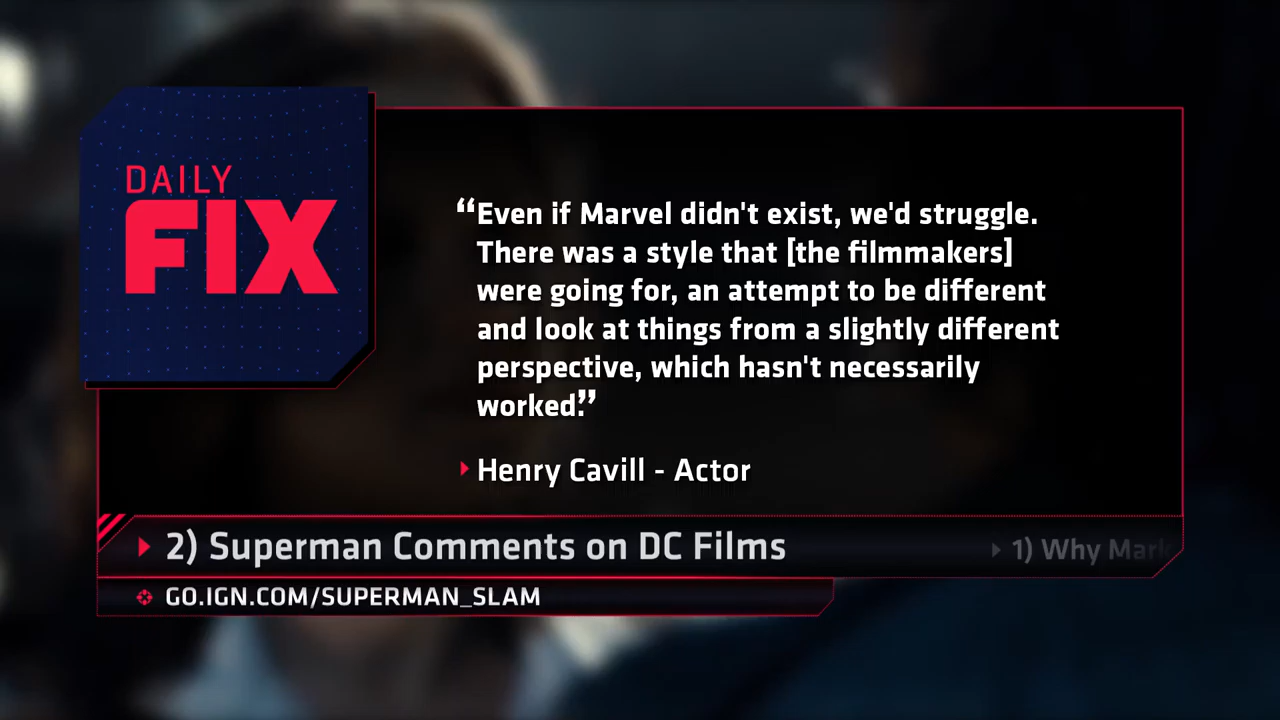 DAILY
FIX
“Even if Marvel didn't exist, we'd struggle.
There was a style that [the filmmakers]
were going for, an attempt to be different
and look at things from a slightly different
perspective, which hasn't necessarily
worked.”
Henry Cavill - Actor
2) Superman Comments on DC Films
1) Why
GO.IGN.COM/SUPERMAN_SLAM